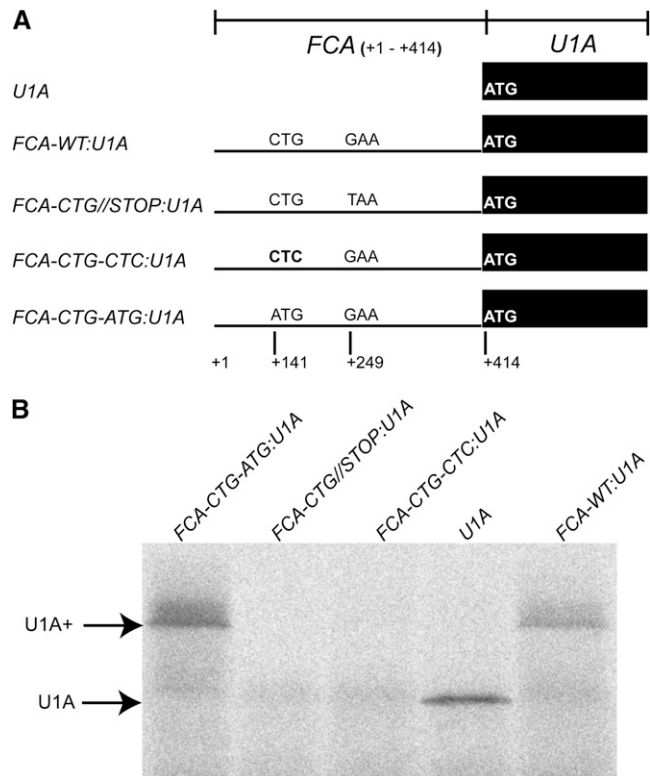 A
FCA (+1 - +414) U1A
U1A ATG
FCA-WT:U1A CTG GAA ATG
FCA-CTG//STOP:U1A CTG TAA ATG
FCA-CTG-CTC:U1A CTC GAA ATG
FCA-CTG-ATG:U1A ATG GAA ATG
+1 +141 +249 +414
B
FCA-CTG-ATG:U1A
FCA-CTG//STOP:U1A
FCA-CTG-CTC:U1A
U1A
FCA-WT:U1A
U1A+
U1A